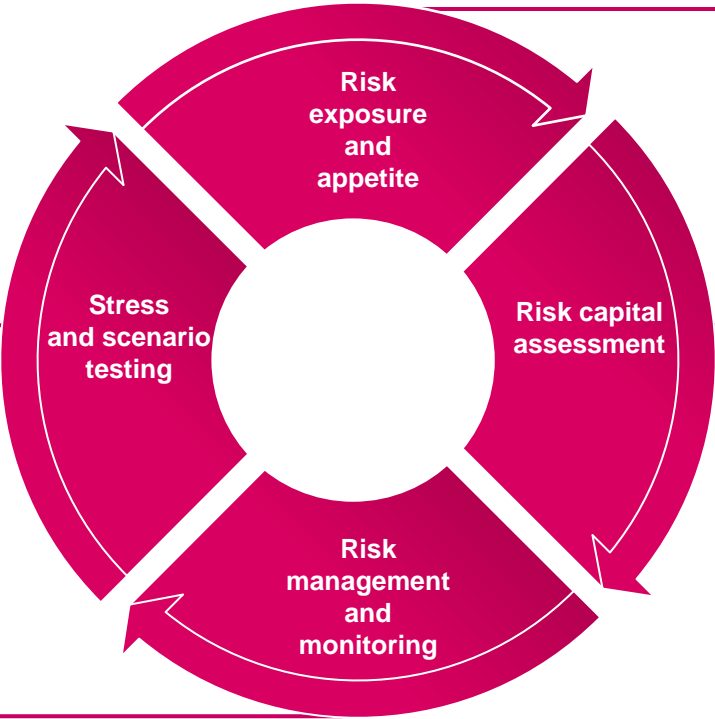 Risk
exposure
and
appetite
Stress
and scenario
testing
Risk capital
assessment
Risk
management
and
monitoring